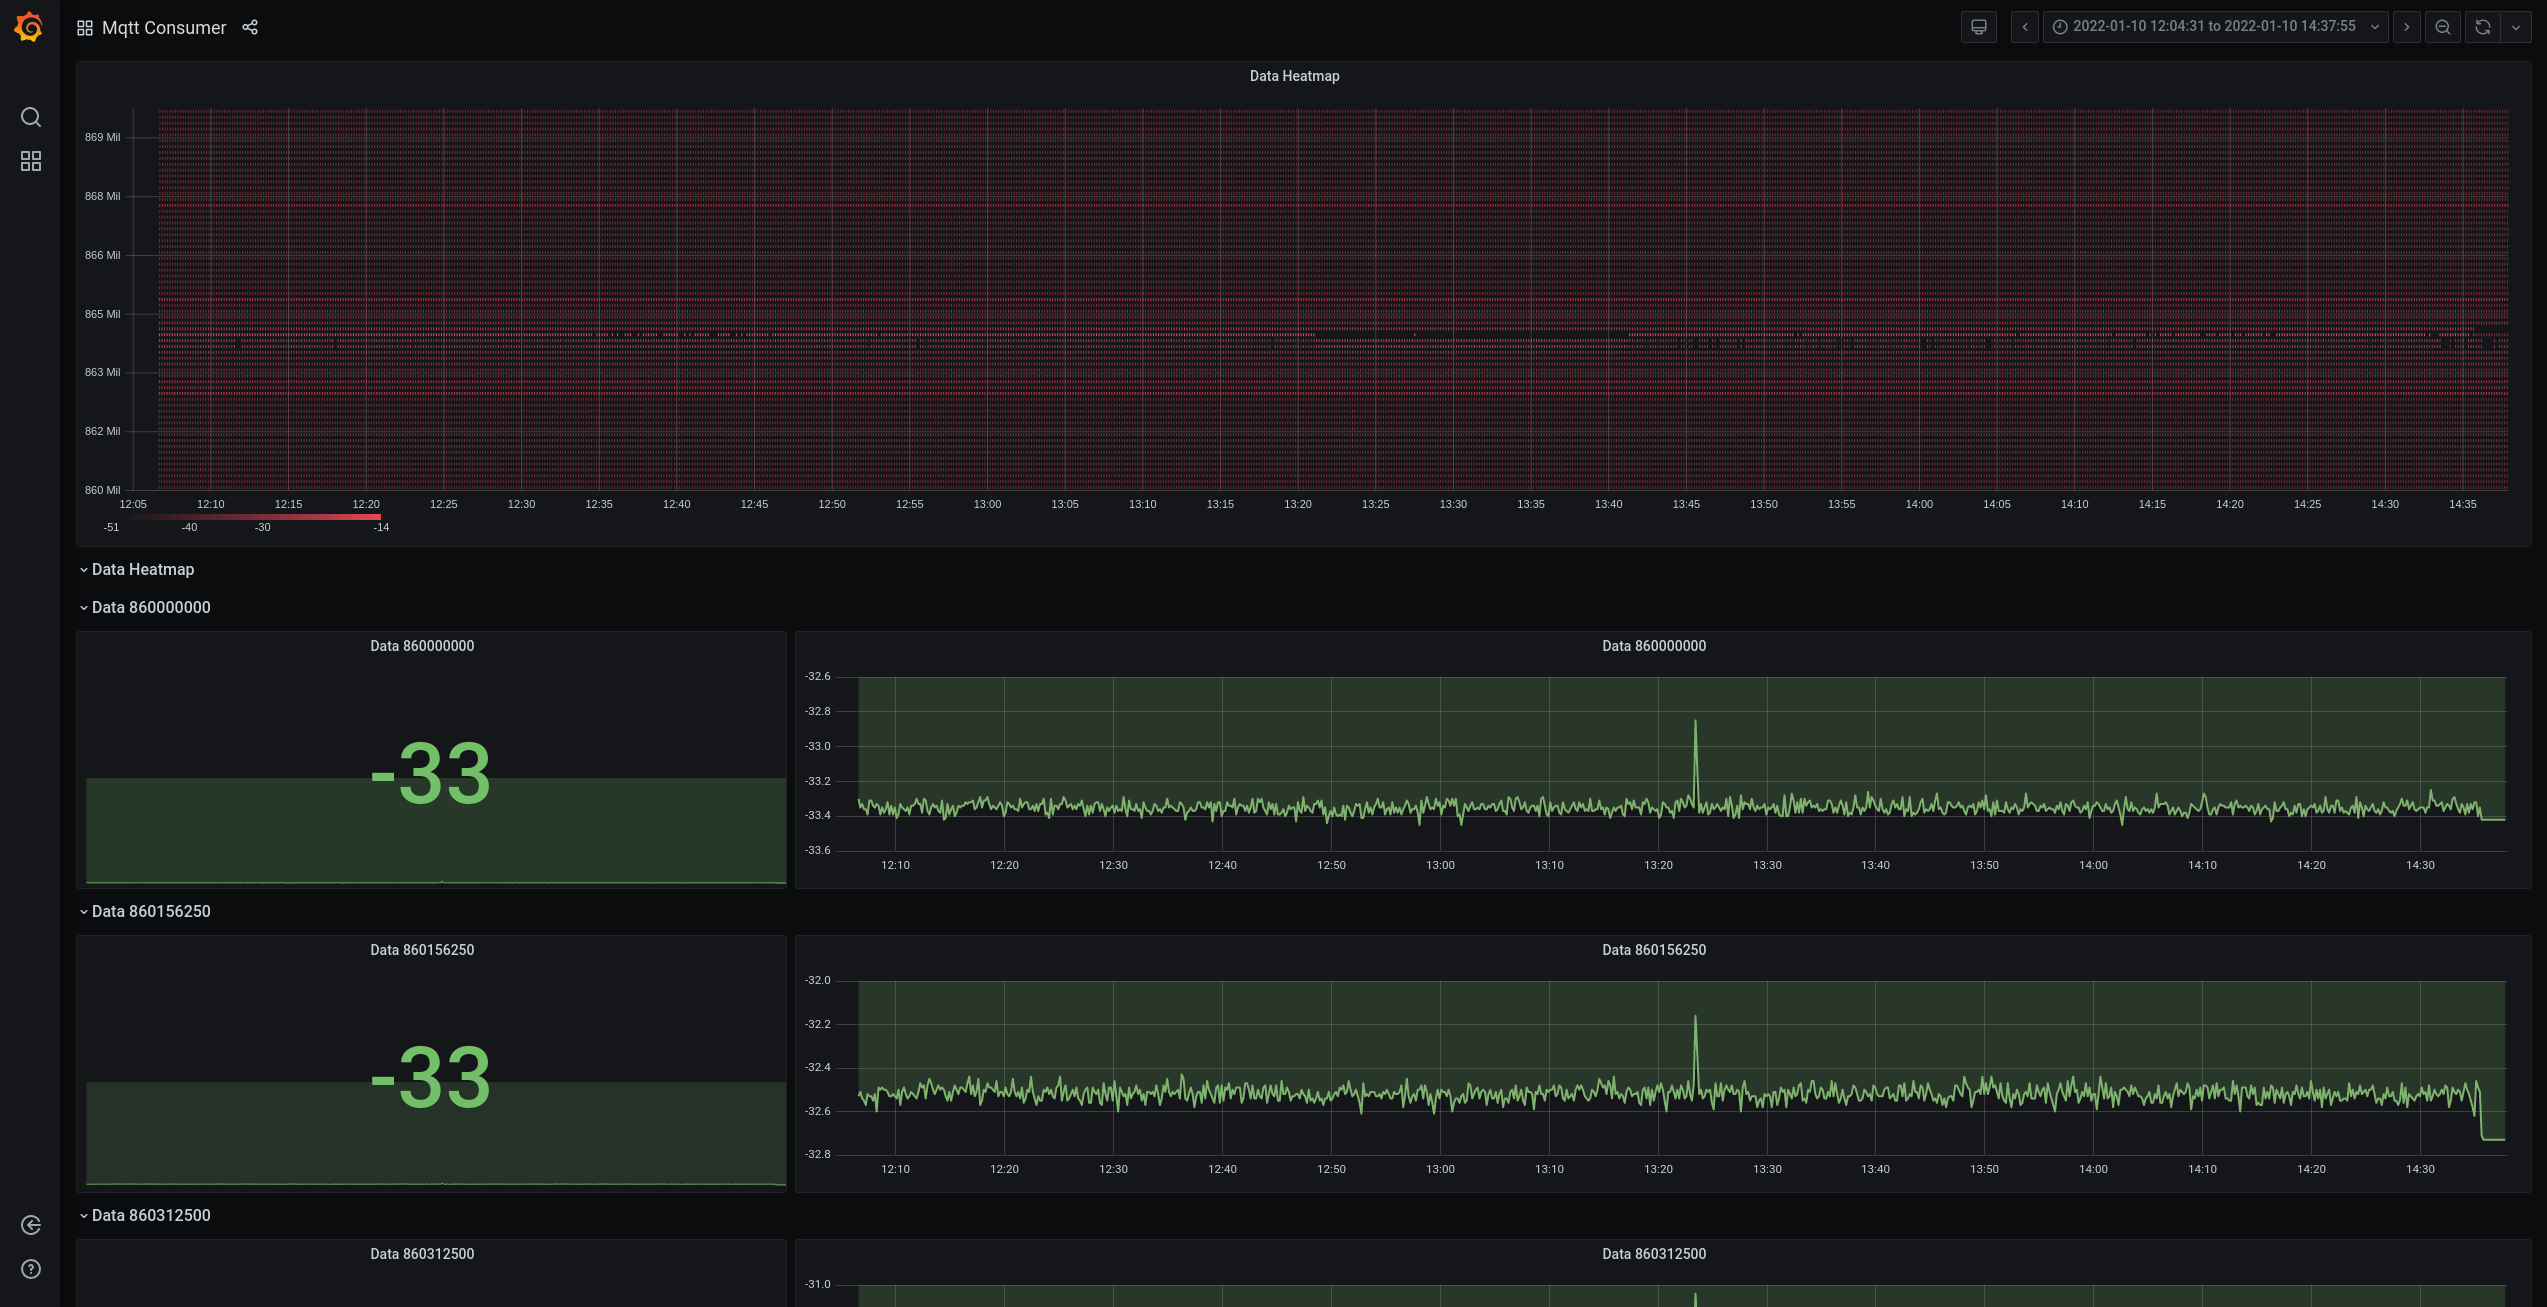 Mqtt Consumer
2022-01-10 12:04:31 to 2022-01-10 14:37:55
Data Heatmap
869 Mil
868 Mil
866 Mil
865 Mil
863 Mil
862 Mil
860 Mil
12:05 12:10 12:15 12:20 12:25 12:30 12:35 12:40 12:45 12:50 12:55 13:00 13:05 13:10 13:15 13:20 13:25 13:30 13:35 13:40 13:45 13:50 13:55 14:00 14:05 14:10 14:15 14:20 14:25 14:30 14:35
-51 -40 -30 -14
Data Heatmap
Data 860000000
Data 860000000
-33
Data 860000000
-32.6
-32.8
-33.0
-33.2
-33.4
-33.6
12:10 12:20 12:30 12:40 12:50 13:00 13:10 13:20 13:30 13:40 13:50 14:00 14:10 14:20 14:30
Data 860156250
Data 860156250
-33
Data 860156250
-32.0
-32.2
-32.4
-32.6
-32.8
12:10 12:20 12:30 12:40 12:50 13:00 13:10 13:20 13:30 13:40 13:50 14:00 14:10 14:20 14:30
Data 860312500
Data 860312500
Data 860312500
-31.0